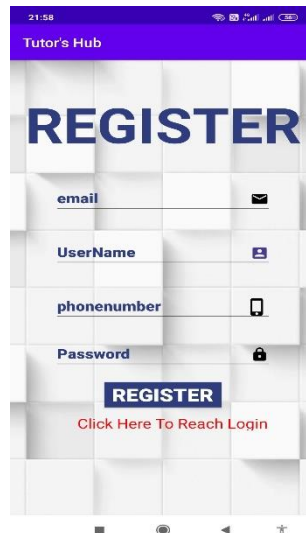 21:58
Tutor's Hub
REGISTER
email
UserName
phonenumber
Password
REGISTER
Click Here To Reach Login